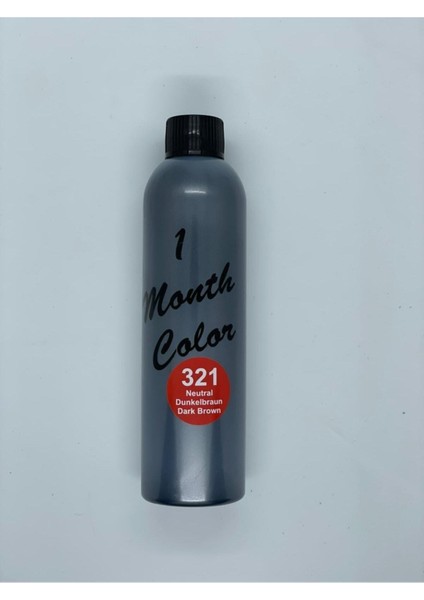 1
Month
Color
321
Neutral
Dunkelbraun
Dark Brown